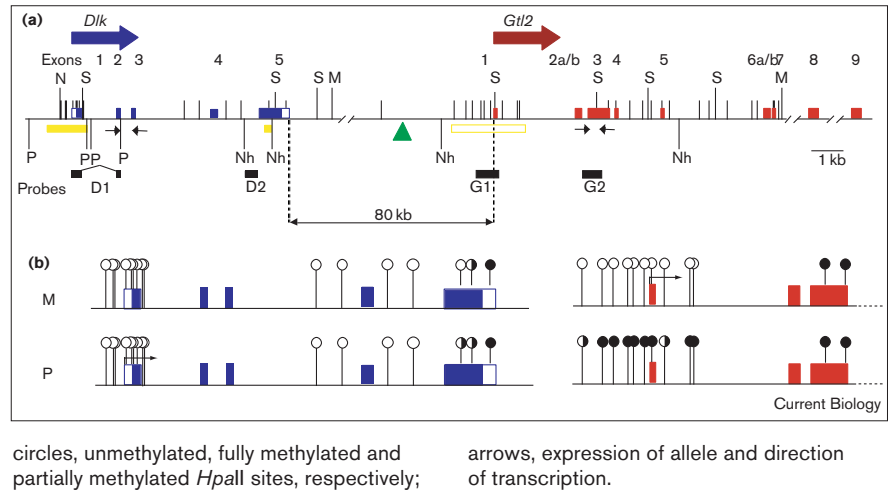 (a)
Dlk
Gtl2
Exons 1 2 3 4 5 1 2a/b 3 4 5 6a/b 7 8 9
N S S S M S S S S M
P PP P Nh Nh Nh Nh
Probes D1 D2 G1 G2
1 kb
80 kb
(b)
M
P
Current Biology
circles, unmethylated, fully methylated and
partially methylated HpaII sites, respectively;
arrows, expression of allele and direction
of transcription.